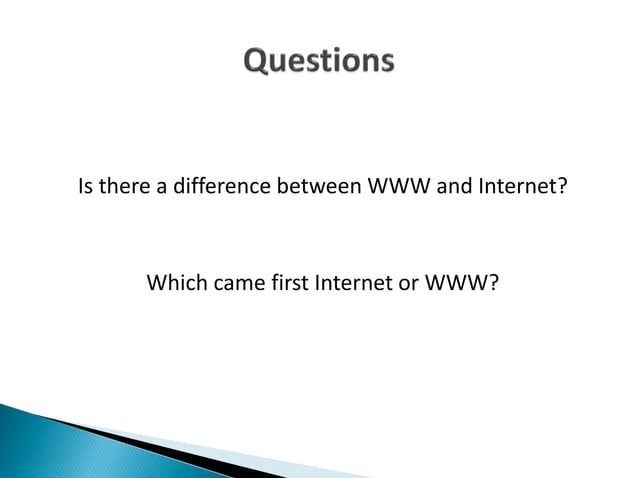 Questions
Is there a difference between WWW and Internet?
Which came first Internet or WWW?